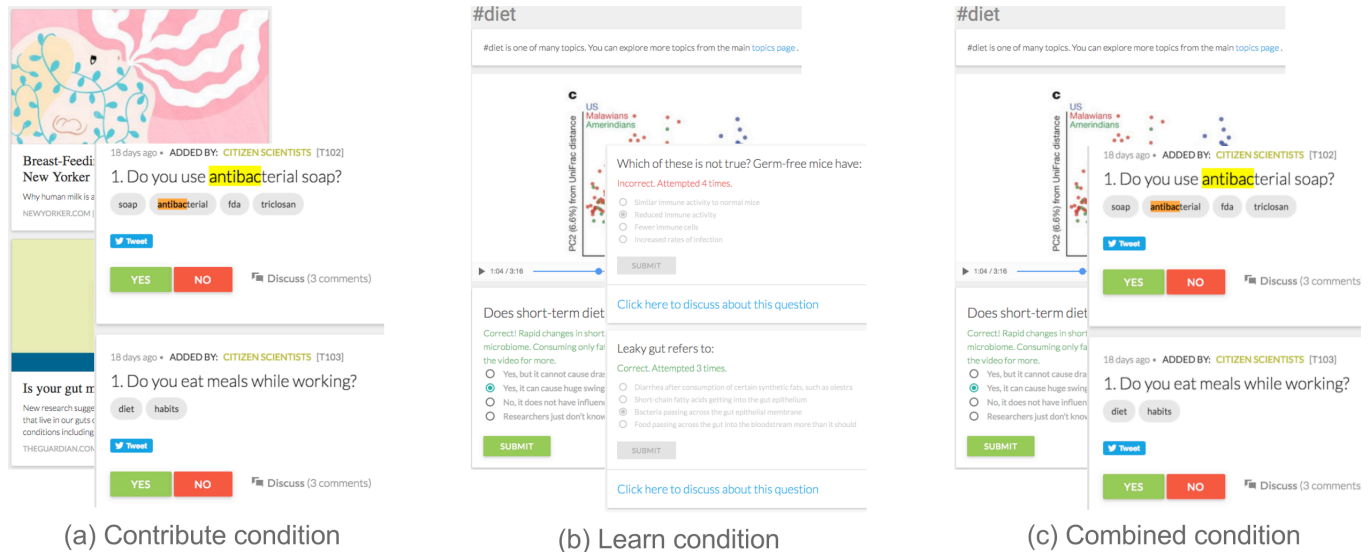 Breast-Feedi
New Yorker
Why human milk is a
NEWYORKER.COM |
Is your gut m
New research sugge
that live in our guts
conditions including
THEGUARDIAN.COM
18 days ago • ADDED BY: CITIZEN SCIENTISTS [T102]
1. Do you use antibacterial soap?
soap antibacterial fda triclosan
Tweet
YES NO Discuss (3 comments)
18 days ago • ADDED BY: CITIZEN SCIENTISTS [T103]
1. Do you eat meals while working?
diet habits
Tweet
YES NO Discuss (3 comments)
(a) Contribute condition
#diet
#diet is one of many topics. You can explore more topics from the main topics page .
c
US
Malawians
Amerindians
PC2 (6.6%) from UniFrac distance
1:04 / 3:16
Does short-term diet
Correct! Rapid changes in short
microbiome. Consuming only fa
the video for more.
Yes, but it cannot cause dra
Yes, it can cause huge swing
No, it does not have influen
Researchers just don't know
SUBMIT
Which of these is not true? Germ-free mice have:
Incorrect. Attempted 4 times.
Similar immune activity to normal mice
Reduced immune activity
Fewer immune cells
Increased rates of infection
SUBMIT
Click here to discuss about this question
Leaky gut refers to:
Correct. Attempted 3 times.
Diarrhea after consumption of certain synthetic fats, such as olestra
Short-chain fatty acids getting into the gut epithelium
Bacteria passing across the gut epithelial membrane
Food passing across the gut into the bloodstream more than it should
SUBMIT
Click here to discuss about this question
(b) Learn condition
#diet
#diet is one of many topics. You can explore more topics from the main topics page .
c
US
Malawians
Amerindians
PC2 (6.6%) from UniFrac distance
1:04 / 3:16
Does short-term diet
Correct! Rapid changes in short
microbiome. Consuming only fa
the video for more.
Yes, but it cannot cause dra
Yes, it can cause huge swing
No, it does not have influen
Researchers just don't know
SUBMIT
18 days ago • ADDED BY: CITIZEN SCIENTISTS [T102]
1. Do you use antibacterial soap?
soap antibacterial fda triclosan
Tweet
YES NO Discuss (3 comments
18 days ago • ADDED BY: CITIZEN SCIENTISTS [T103]
1. Do you eat meals while working?
diet habits
Tweet
YES NO Discuss (3 comments
(c) Combined condition